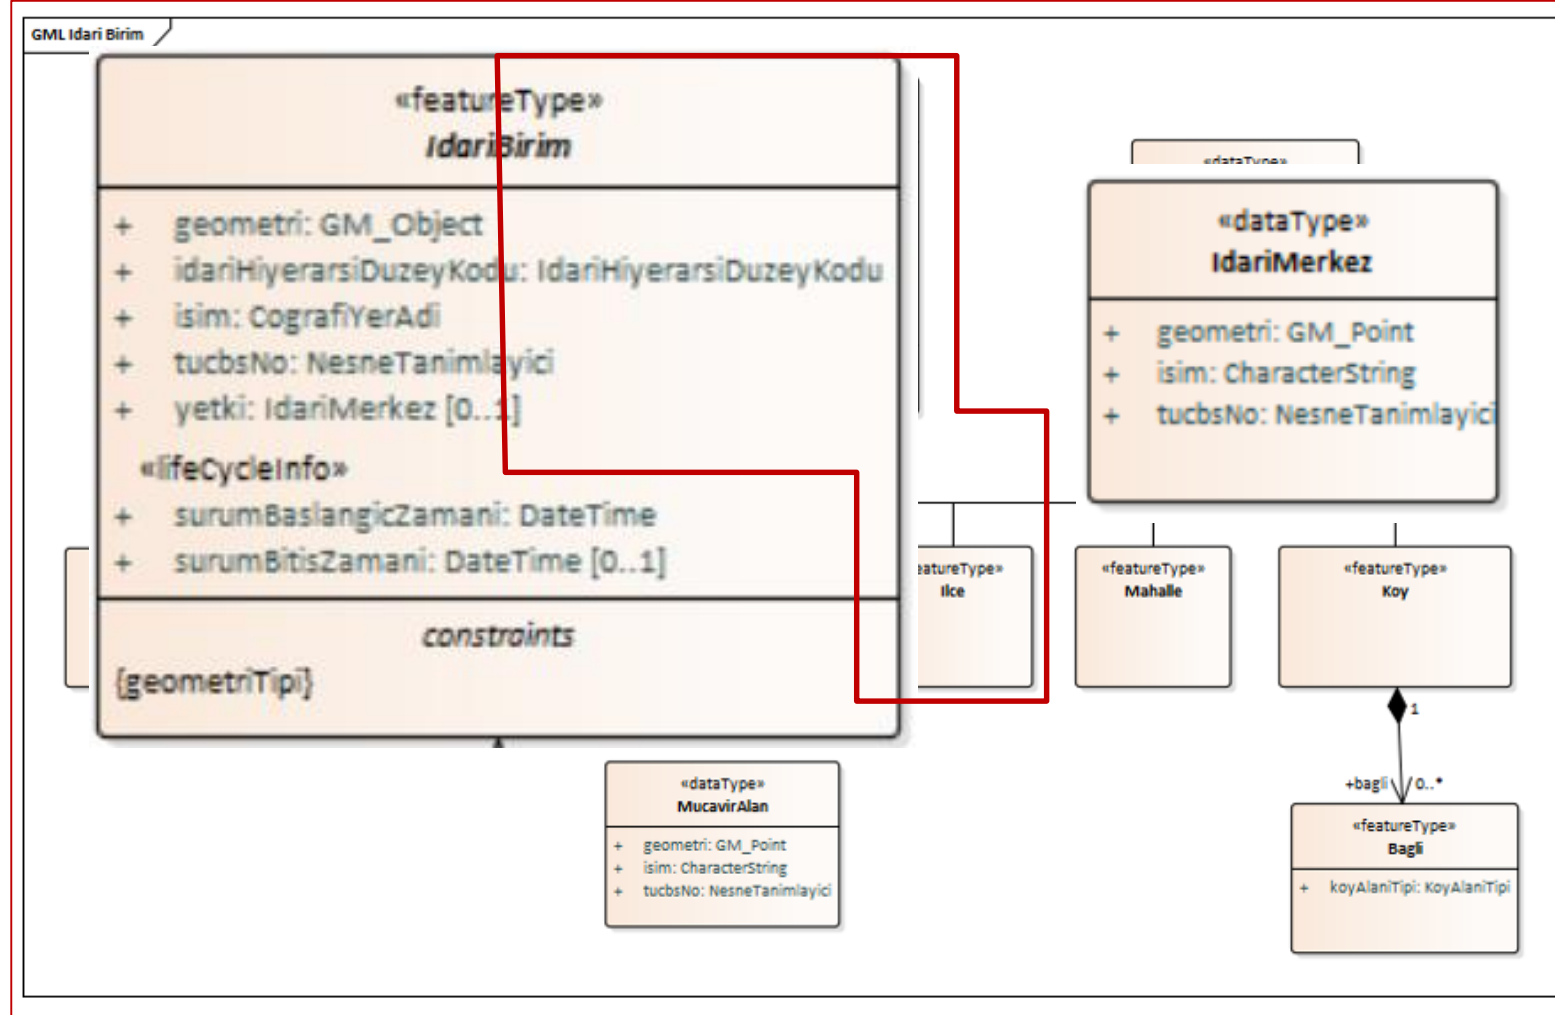 GML Idari Birim
«featureType»
IdariBirim
+ geometri: GM_Object
+ idariHiyerarsiDuzeyKodu: IdariHiyerarsiDuzeyKodu
+ isim: CografiYerAdi
+ tucbsNo: NesneTanimlayici
+ yetki: IdariMerkez [0..1]
«lifeCycleInfo»
+ surumBaslangicZamani: DateTime
+ surumBitisZamani: DateTime [0..1]
constraints
{geometriTipi}
«dataType»
«dataType»
IdariMerkez
+ geometri: GM_Point
+ isim: CharacterString
+ tucbsNo: NesneTanimlayici
eatureType»
Ilce
«featureType»
Mahalle
«featureType»
Koy
1
+bagli 0..*
«featureType»
Bagli
+ koyAlaniTipi: KoyAlaniTipi
«dataType»
MucavirAlan
+ geometri: GM_Point
+ isim: CharacterString
+ tucbsNo: NesneTanimlayici